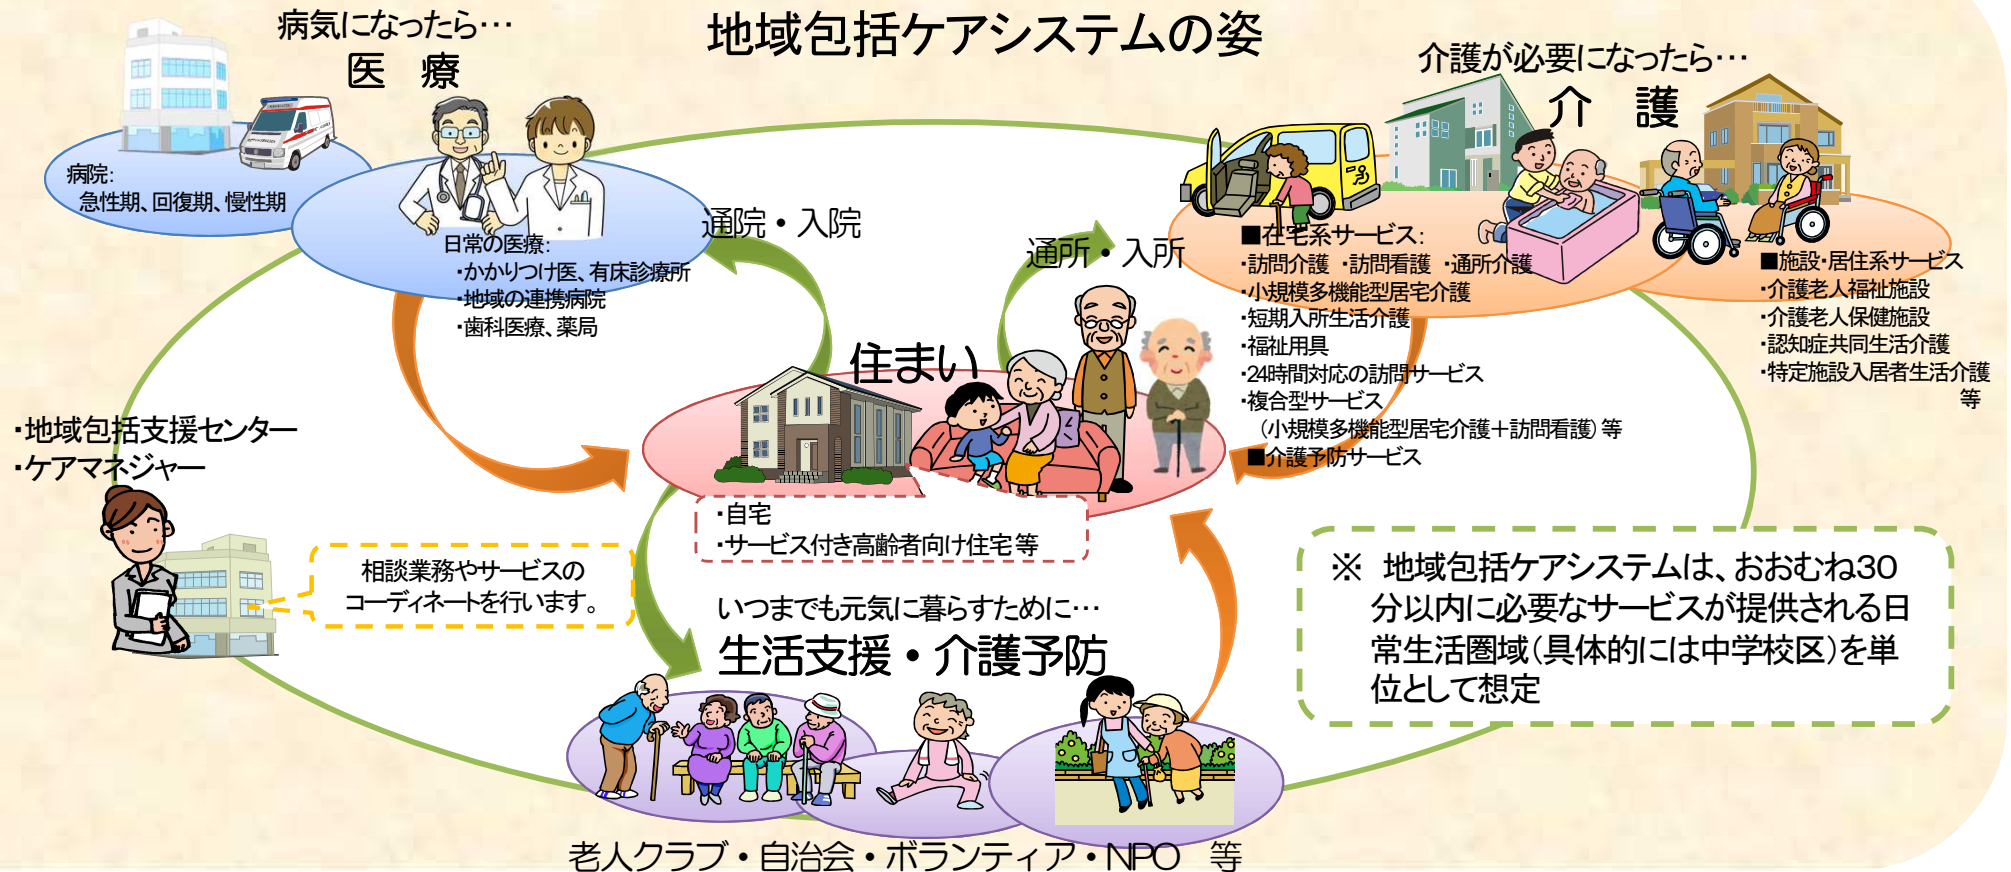 地域包括ケアシステムの姿
病気になったら…
医 療
病院:
急性期、回復期、慢性期
日常の医療:
・かかりつけ医、有床診療所
・地域の連携病院
・歯科医療、薬局
通院・入院
通所・入所
介護が必要になったら…
介 護
■在宅系サービス:
・訪問介護 ・訪問看護 ・通所介護
・小規模多機能型居宅介護
・短期入所生活介護
・福祉用具
・24時間対応の訪問サービス
・複合型サービス
(小規模多機能型居宅介護+訪問看護)等
■介護予防サービス
■施設・居住系サービス
・介護老人福祉施設
・介護老人保健施設
・認知症共同生活介護
・特定施設入居者生活介護
等
住まい
・自宅
・サービス付き高齢者向け住宅等
・地域包括支援センター
・ケアマネジャー
相談業務やサービスの
コーディネートを行います。
いつまでも元気に暮らすために…
生活支援・介護予防
老人クラブ・自治会・ボランティア・NPO 等
※ 地域包括ケアシステムは、おおむね30
分以内に必要なサービスが提供される日
常生活圏域(具体的には中学校区)を単
位として想定